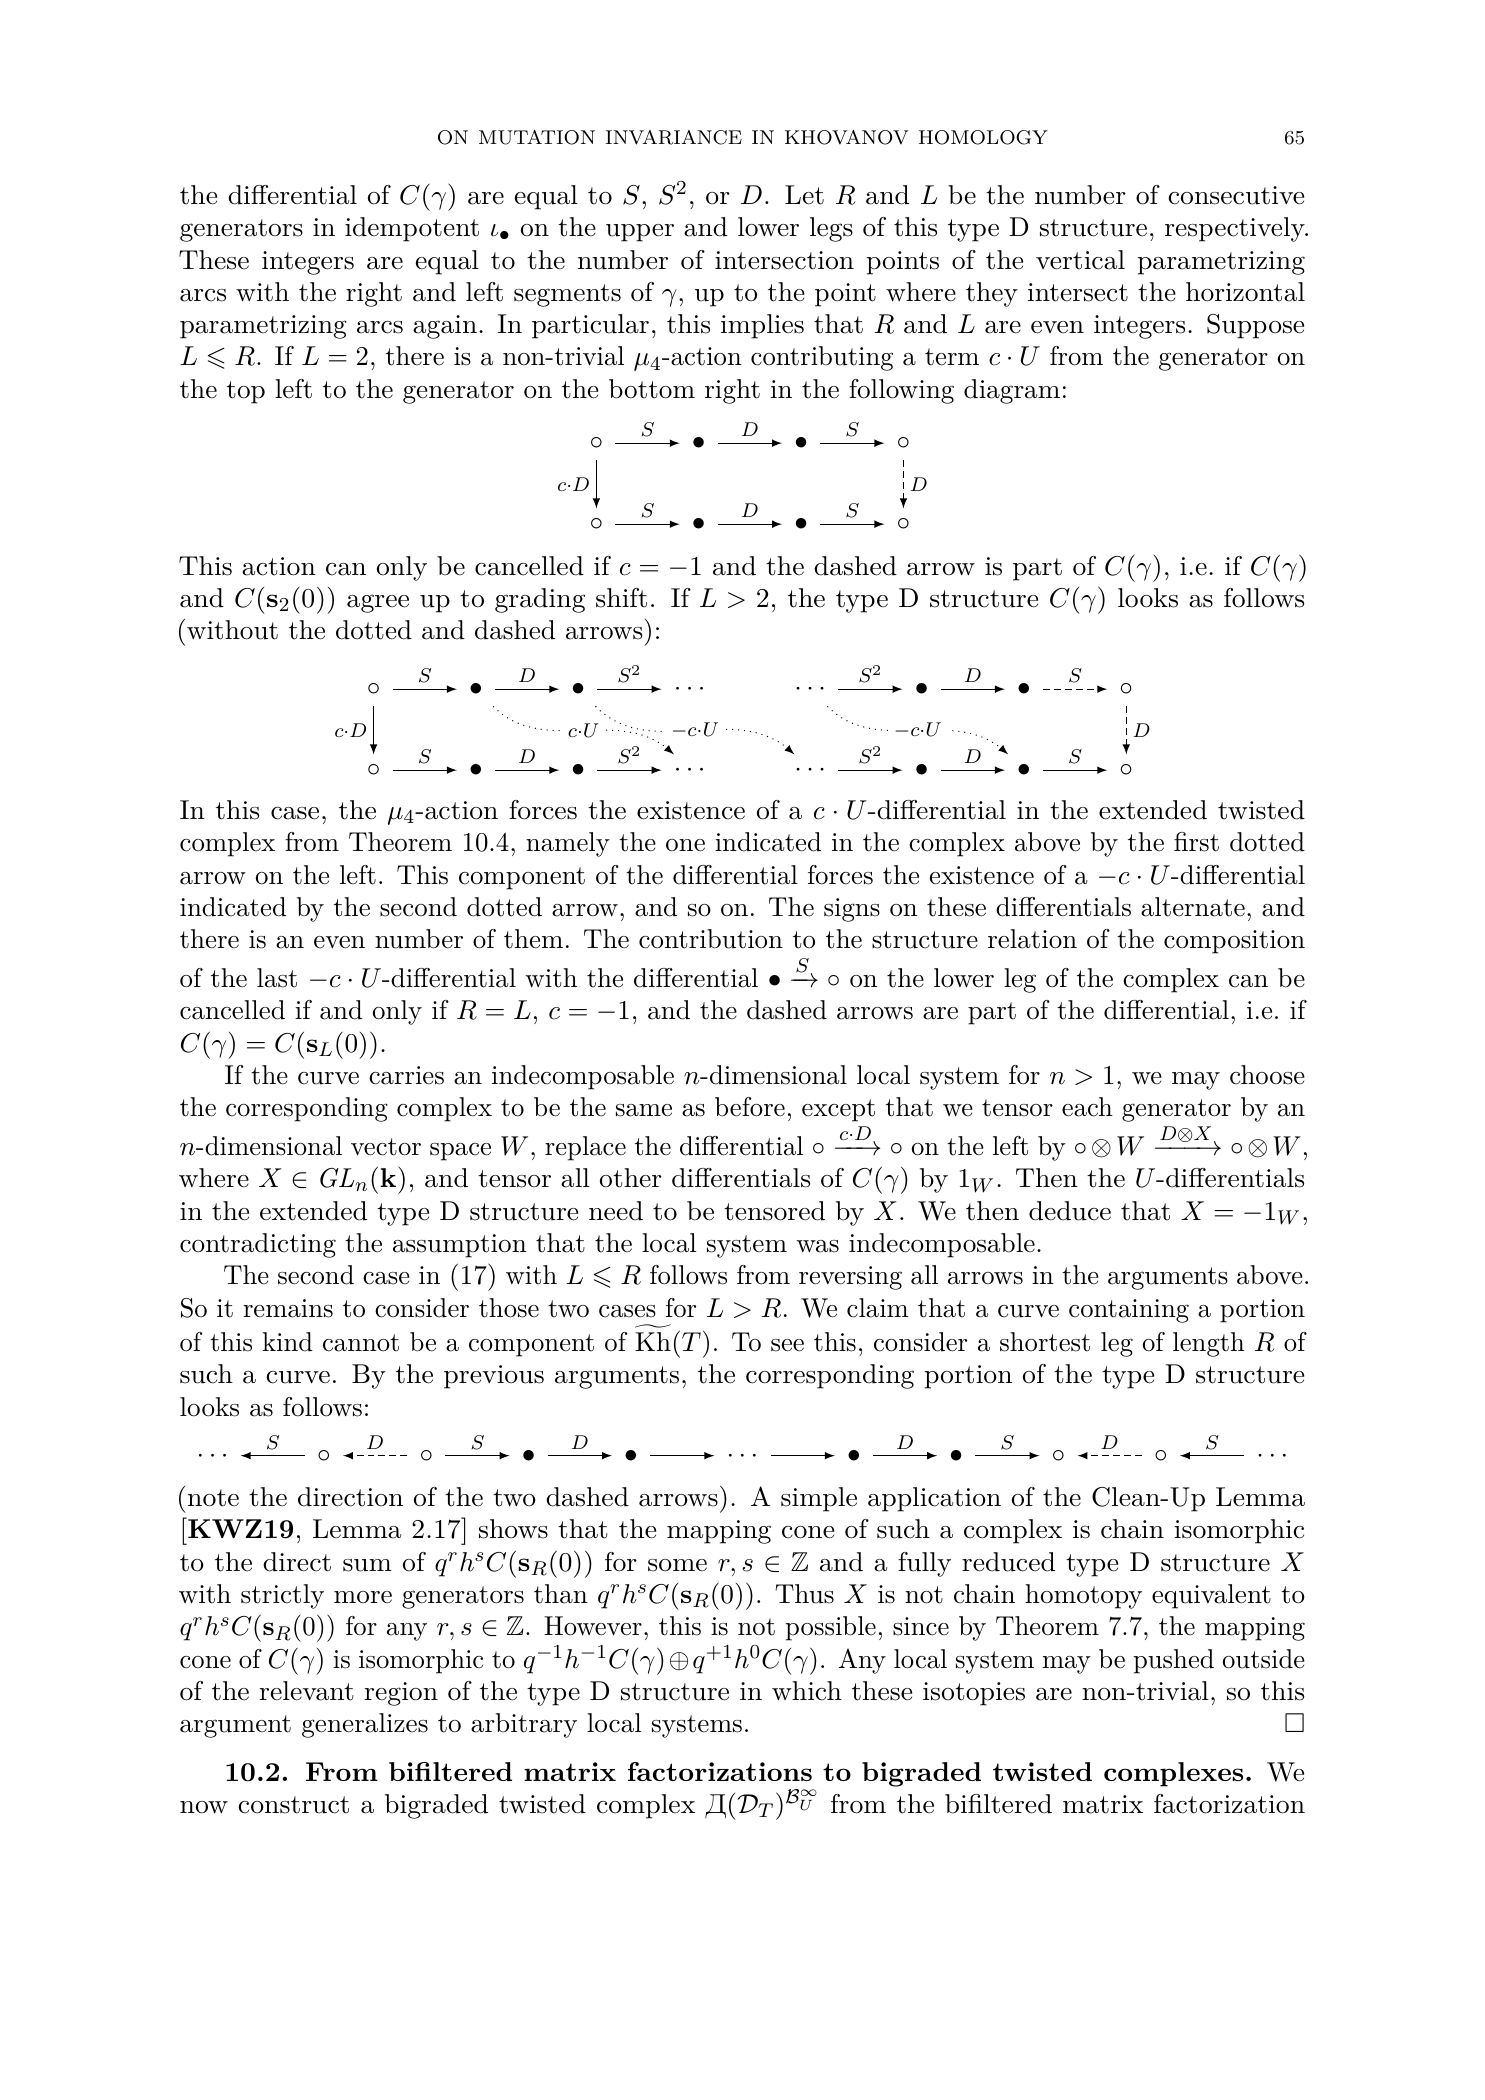 ON MUTATION INVARIANCE IN KHOVANOV HOMOLOGY 65
the differential of C(γ) are equal to S, S², or D. Let R and L be the number of consecutive
generators in idempotent ι• on the upper and lower legs of this type D structure, respectively.
These integers are equal to the number of intersection points of the vertical parametrizing
arcs with the right and left segments of γ, up to the point where they intersect the horizontal
parametrizing arcs again. In particular, this implies that R and L are even integers. Suppose
L ⩽ R. If L = 2, there is a non-trivial μ₄-action contributing a term c · U from the generator on
the top left to the generator on the bottom right in the following diagram:
○ S→ ● D→ ● S→ ○
c·D D
○ S→ ● D→ ● S→ ○
This action can only be cancelled if c = −1 and the dashed arrow is part of C(γ), i.e. if C(γ)
and C(s₂(0)) agree up to grading shift. If L > 2, the type D structure C(γ) looks as follows
(without the dotted and dashed arrows):
○ S→ ● D→ ● S²→ · · · · · · S²→ ● D→ ● S→ ○
c·D c·U −c·U −c·U D
○ S→ ● D→ ● S²→ · · · · · · S²→ ● D→ ● S→ ○
In this case, the μ₄-action forces the existence of a c · U-differential in the extended twisted
complex from Theorem 10.4, namely the one indicated in the complex above by the first dotted
arrow on the left. This component of the differential forces the existence of a −c · U-differential
indicated by the second dotted arrow, and so on. The signs on these differentials alternate, and
there is an even number of them. The contribution to the structure relation of the composition
of the last −c · U-differential with the differential • S→ ∘ on the lower leg of the complex can be
cancelled if and only if R = L, c = −1, and the dashed arrows are part of the differential, i.e. if
C(γ) = C(s_L(0)).
If the curve carries an indecomposable n-dimensional local system for n > 1, we may choose
the corresponding complex to be the same as before, except that we tensor each generator by an
n-dimensional vector space W, replace the differential ∘ c·D→ ∘ on the left by ∘ ⊗ W D⊗X→ ∘ ⊗ W,
where X ∈ GLₙ(k), and tensor all other differentials of C(γ) by 1_W. Then the U-differentials
in the extended type D structure need to be tensored by X. We then deduce that X = −1_W,
contradicting the assumption that the local system was indecomposable.
The second case in (17) with L ⩽ R follows from reversing all arrows in the arguments above.
So it remains to consider those two cases for L > R. We claim that a curve containing a portion
of this kind cannot be a component of K͠h(T). To see this, consider a shortest leg of length R of
such a curve. By the previous arguments, the corresponding portion of the type D structure
looks as follows:
· · · ←S ○ ←D ○ S→ ● D→ ● → · · · → ● D→ ● S→ ○ ←D ○ ←S · · ·
(note the direction of the two dashed arrows). A simple application of the Clean-Up Lemma
[KWZ19, Lemma 2.17] shows that the mapping cone of such a complex is chain isomorphic
to the direct sum of qʳhˢC(s_R(0)) for some r, s ∈ ℤ and a fully reduced type D structure X
with strictly more generators than qʳhˢC(s_R(0)). Thus X is not chain homotopy equivalent to
qʳhˢC(s_R(0)) for any r, s ∈ ℤ. However, this is not possible, since by Theorem 7.7, the mapping
cone of C(γ) is isomorphic to q⁻¹h⁻¹C(γ)⊕q⁺¹h⁰C(γ). Any local system may be pushed outside
of the relevant region of the type D structure in which these isotopies are non-trivial, so this
argument generalizes to arbitrary local systems. □
10.2. From bifiltered matrix factorizations to bigraded twisted complexes. We
now construct a bigraded twisted complex Д(𝒟_T)^{ℬ_U^∞} from the bifiltered matrix factorization